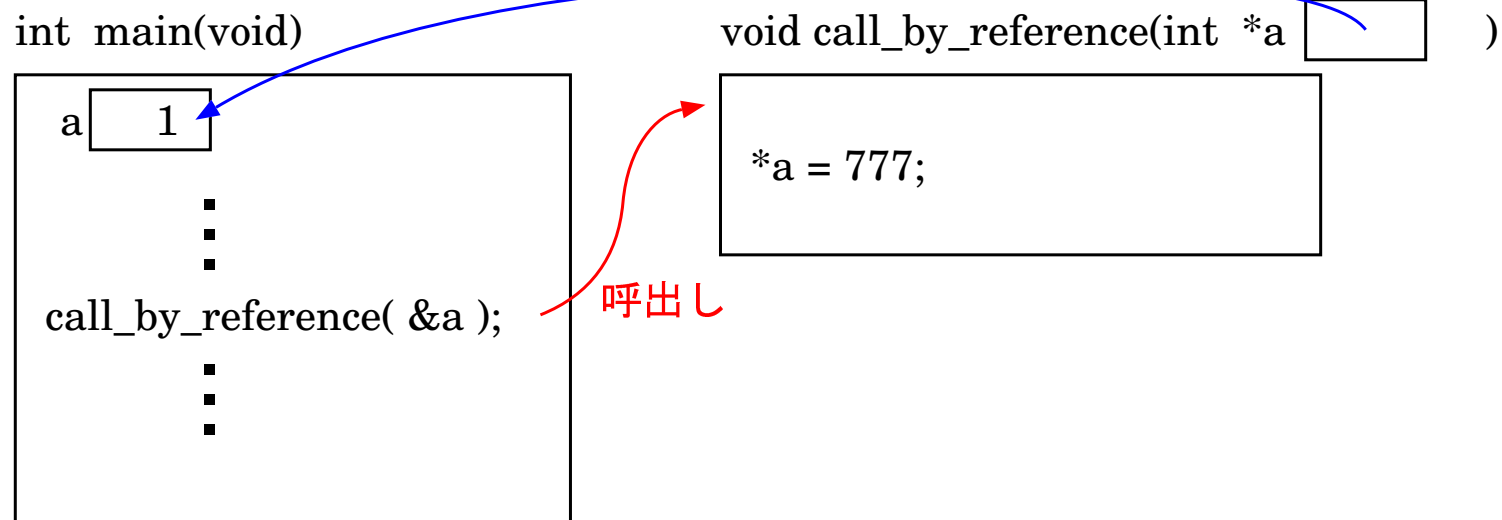 int main(void)
a 1
call_by_reference( &a );
呼出し
void call_by_reference(int *a )
*a = 777;